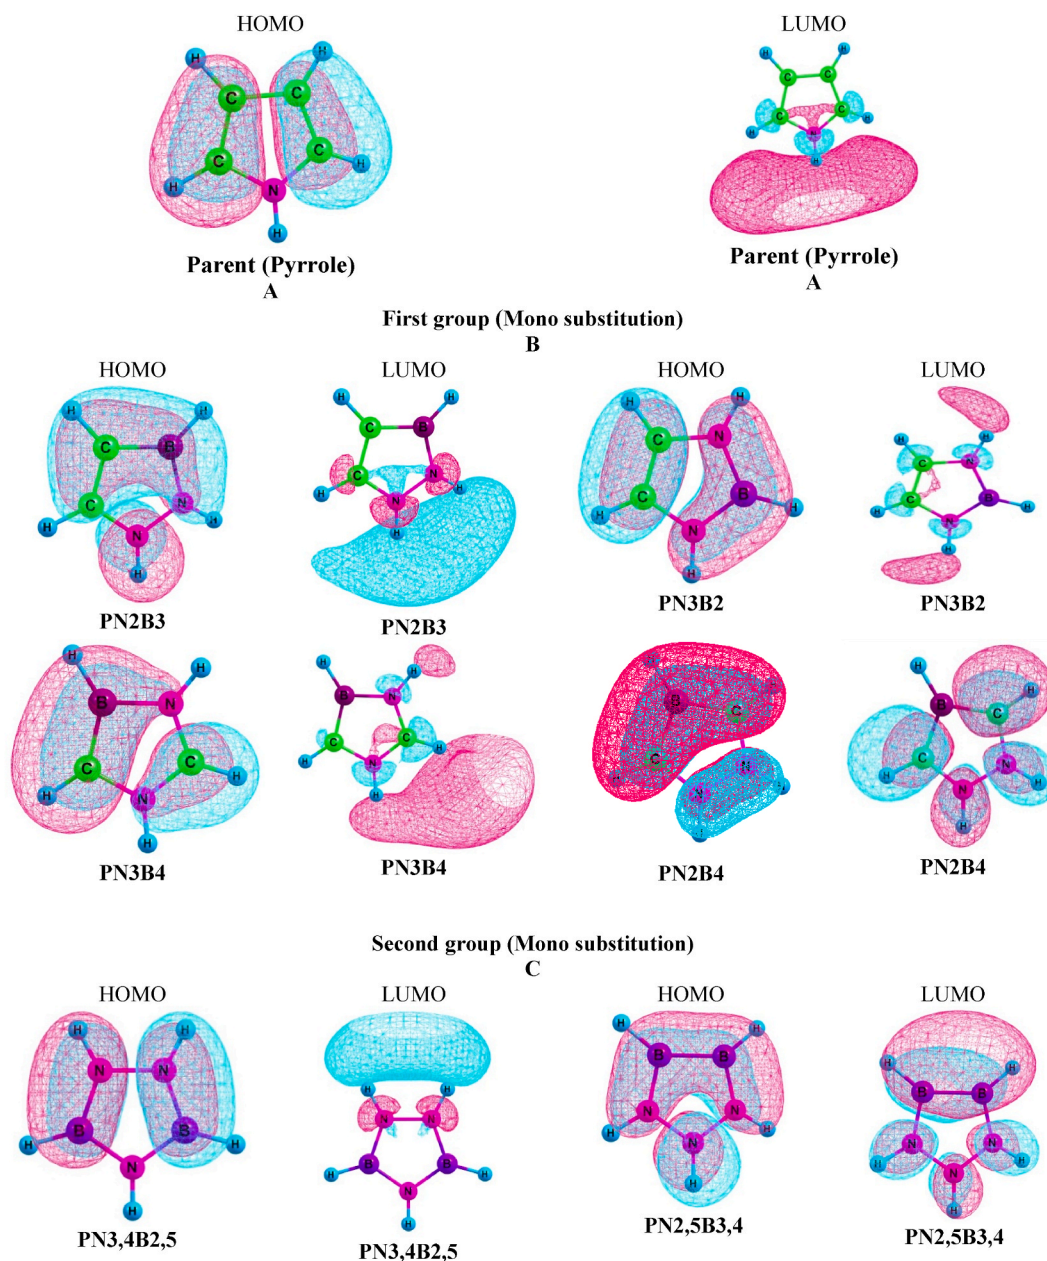 HOMO
LUMO
H
H
C
C
C
C
H
H
N
H
H
H
C
C
C
C
H
H
N
H
Parent (Pyrrole)
A
Parent (Pyrrole)
A
First group (Mono substitution)
B
HOMO
LUMO
HOMO
LUMO
H
H
C
B
C
N
H
H
N
H
H
H
C
B
C
N
H
H
N
H
H
H
C
N
C
B
H
H
N
H
H
H
C
N
C
B
H
H
N
H
PN2B3
PN2B3
PN3B2
PN3B2
H
H
B
N
C
C
H
H
N
H
H
H
B
N
C
C
H
H
N
H
H
B
C
C
H
N
N
H
H
H
B
C
C
H
N
H
N
H
PN3B4
PN3B4
PN2B4
PN2B4
Second group (Mono substitution)
C
HOMO
LUMO
HOMO
LUMO
H
H
N
N
B
B
H
H
N
H
H
H
N
N
B
B
H
H
N
H
H
H
B
B
N
N
H
H
N
H
H
H
B
B
N
N
H
H
N
H
PN3,4B2,5
PN3,4B2,5
PN2,5B3,4
PN2,5B3,4